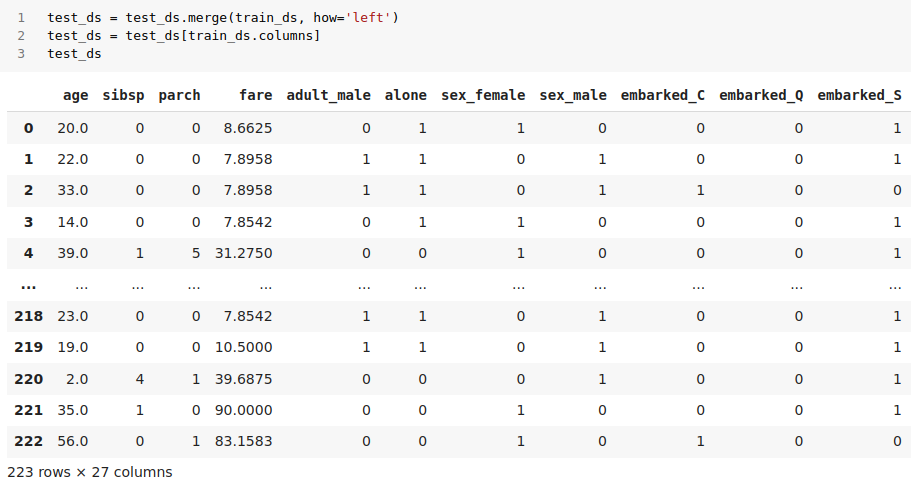 1 test_ds = test_ds.merge(train_ds, how='left')
2 test_ds = test_ds[train_ds.columns]
3 test_ds
age sibsp parch fare adult_male alone sex_female sex_male embarked_C embarked_Q embarked_S
0 20.0 0 0 8.6625 0 1 1 0 0 0 1
1 22.0 0 0 7.8958 1 1 0 1 0 0 1
2 33.0 0 0 7.8958 1 1 0 1 1 0 0
3 14.0 0 0 7.8542 0 1 1 0 0 0 1
4 39.0 1 5 31.2750 0 0 1 0 0 0 1
... ... ... ... ... ... ... ... ... ... ... ...
218 23.0 0 0 7.8542 1 1 0 1 0 0 1
219 19.0 0 0 10.5000 1 1 0 1 0 0 1
220 2.0 4 1 39.6875 0 0 0 1 0 0 1
221 35.0 1 0 90.0000 0 0 1 0 0 0 1
222 56.0 0 1 83.1583 0 0 1 0 1 0 0
223 rows × 27 columns